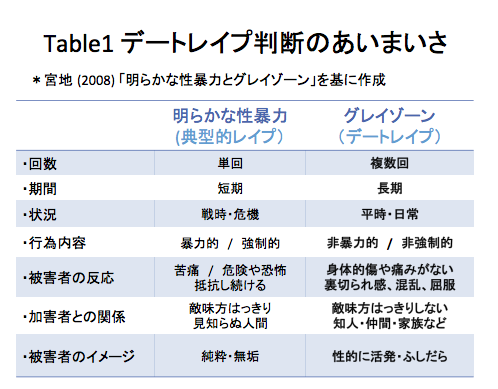 Table1 デートレイプ判断のあいまいさ
＊宮地 (2008) 「明らかな性暴力とグレイゾーン」を基に作成
明らかな性暴力 グレイゾーン
(典型的レイプ) （デートレイプ）
・回数 単回 複数回
・期間 短期 長期
・状況 戦時・危機 平時・日常
・行為内容 暴力的 / 強制的 非暴力的 / 非強制的
・被害者の反応 苦痛 / 危険や恐怖 身体的傷や痛みがない
抵抗し続ける 裏切られ感、混乱、屈服
・加害者との関係 敵味方はっきり 敵味方はっきりしない
見知らぬ人間 知人・仲間・家族など
・被害者のイメージ 純粋・無垢 性的に活発・ふしだら